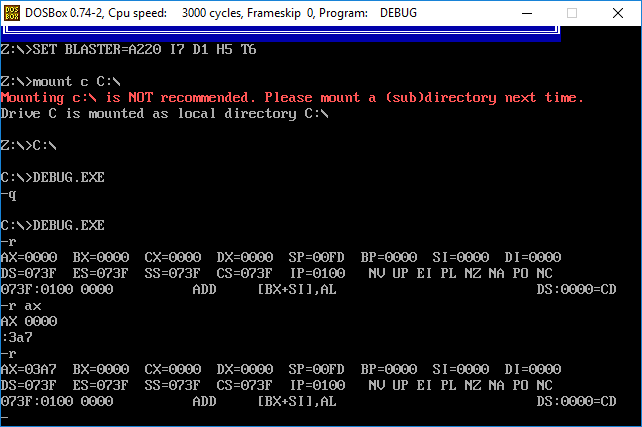 DOSBox 0.74-2, Cpu speed: 3000 cycles, Frameskip 0, Program: DEBUG
Z:\>SET BLASTER=A220 I7 D1 H5 T6
Z:\>mount c C:\
Mounting c:\ is NOT recommended. Please mount a (sub)directory next time.
Drive C is mounted as local directory C:\
Z:\>C:\
C:\>DEBUG.EXE
-q
C:\>DEBUG.EXE
-r
AX=0000 BX=0000 CX=0000 DX=0000 SP=00FD BP=0000 SI=0000 DI=0000
DS=073F ES=073F SS=073F CS=073F IP=0100 NV UP EI PL NZ NA PO NC
073F:0100 0000 ADD [BX+SI],AL DS:0000=CD
-r ax
AX 0000
:3a7
-r
AX=03A7 BX=0000 CX=0000 DX=0000 SP=00FD BP=0000 SI=0000 DI=0000
DS=073F ES=073F SS=073F CS=073F IP=0100 NV UP EI PL NZ NA PO NC
073F:0100 0000 ADD [BX+SI],AL DS:0000=CD
-